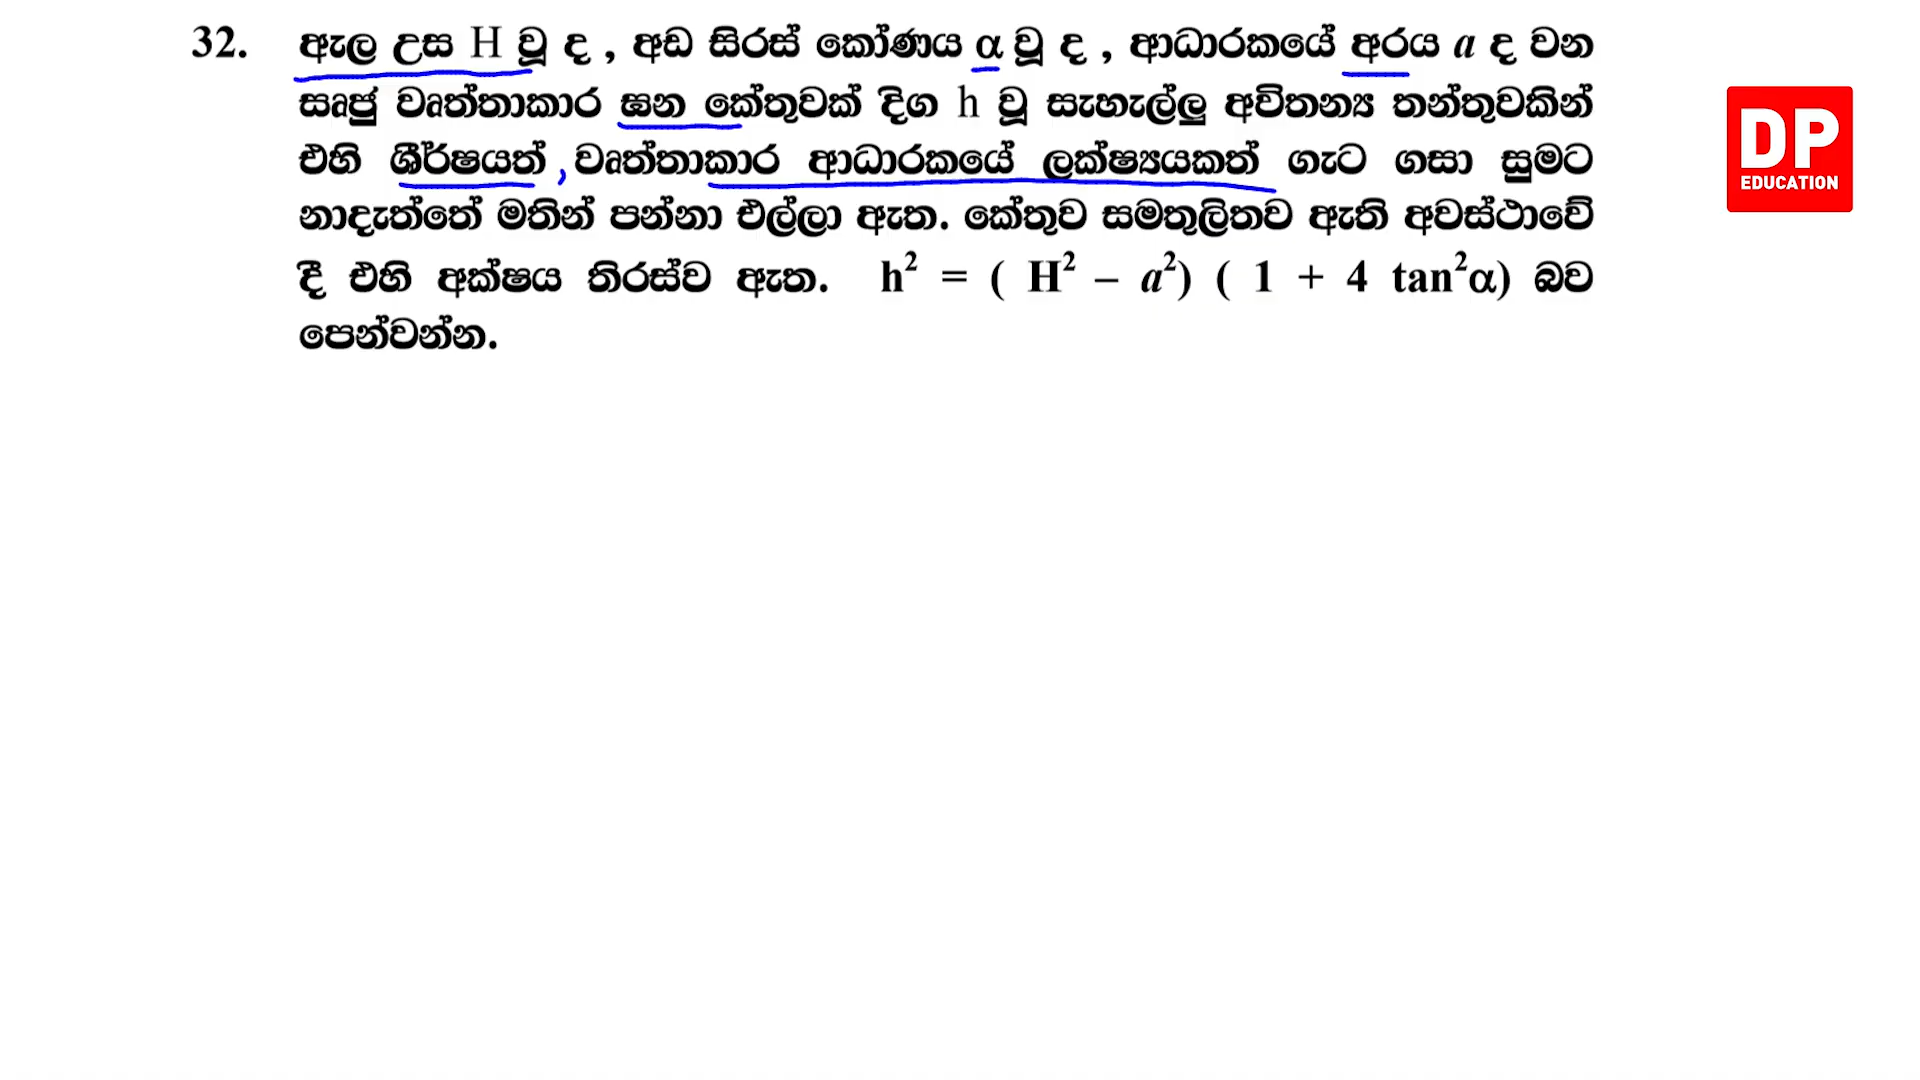 32. ඇල උස H වූ ද , අඩ සිරස් කෝණය α වූ ද , ආධාරකයේ අරය a ද වන
සෘජු වෘත්තාකාර ඝන කේතුවක් දිග h වූ සැහැල්ලු අවිතන්‍ය තන්තුවකින්
එහි ශීර්ෂයත් , වෘත්තාකාර ආධාරකයේ ලක්ෂ්‍යයකත් ගැට ගසා සුමට
නාදැත්තේ මතින් පන්නා එල්ලා ඇත. කේතුව සමතුලිතව ඇති අවස්ථාවේ
දී එහි අක්ෂය තිරස්ව ඇත. h² = ( H² – a²) ( 1 + 4 tan²α) බව
පෙන්වන්න.
DP
EDUCATION